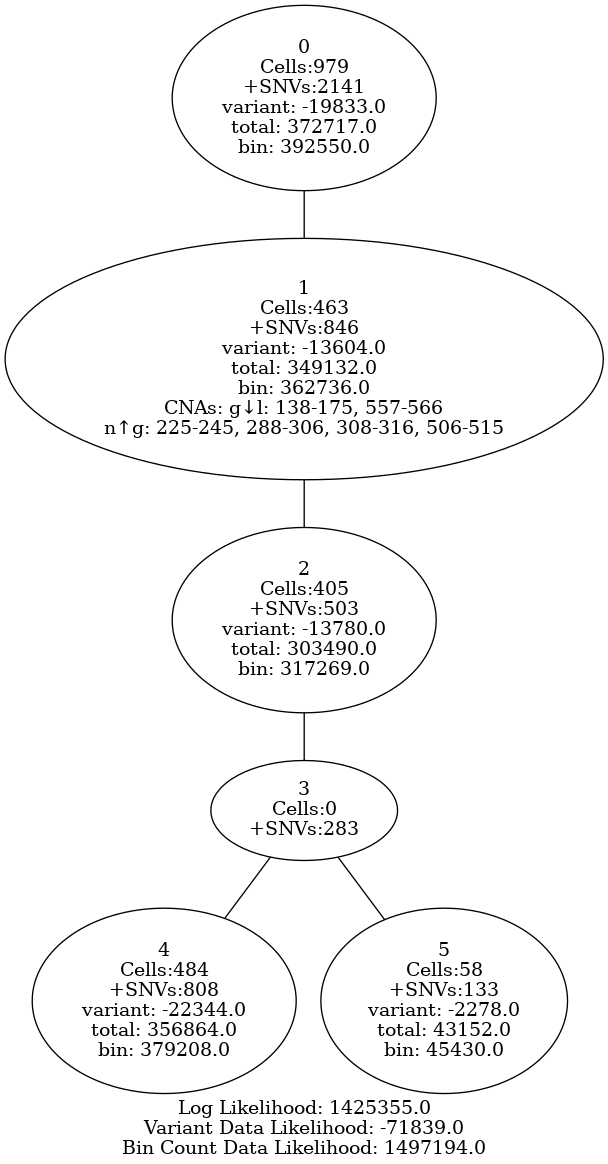 0
Cells:979
+SNVs:2141
variant: -19833.0
total: 372717.0
bin: 392550.0
1
Cells:463
+SNVs:846
variant: -13604.0
total: 349132.0
bin: 362736.0
CNAs: g↓l: 138-175, 557-566
n↑g: 225-245, 288-306, 308-316, 506-515
2
Cells:405
+SNVs:503
variant: -13780.0
total: 303490.0
bin: 317269.0
3
Cells:0
+SNVs:283
4
Cells:484
+SNVs:808
variant: -22344.0
total: 356864.0
bin: 379208.0
5
Cells:58
+SNVs:133
variant: -2278.0
total: 43152.0
bin: 45430.0
Log Likelihood: 1425355.0
Variant Data Likelihood: -71839.0
Bin Count Data Likelihood: 1497194.0